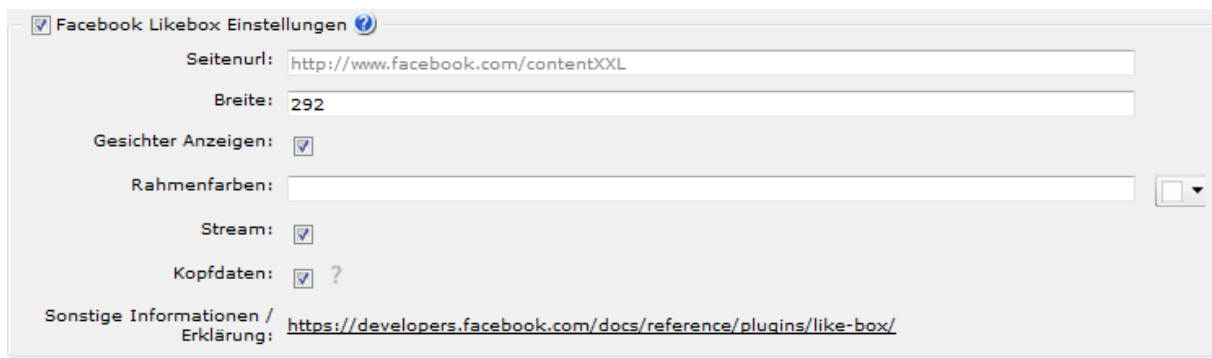 Facebook Likebox Einstellungen ?
Seitenurl: http://www.facebook.com/contentXXL
Breite: 292
Gesichter Anzeigen:
Rahmenfarben:
Stream:
Kopfdaten: ?
Sonstige Informationen /
Erklärung: https://developers.facebook.com/docs/reference/plugins/like-box/